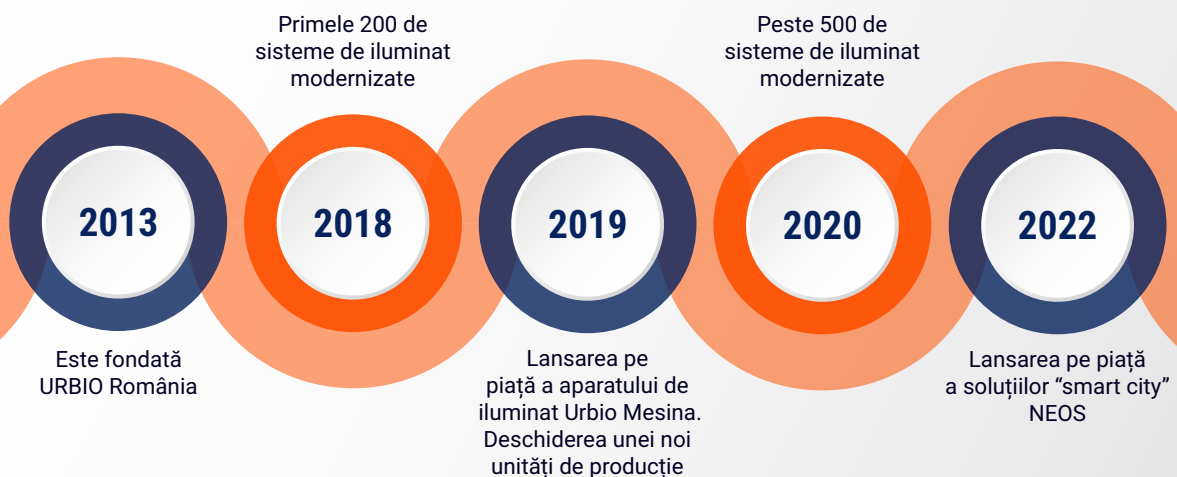 Primele 200 de
sisteme de iluminat
modernizate
Peste 500 de
sisteme de iluminat
modernizate
2013
2018
2019
2020
2022
Este fondată
URBIO România
Lansarea pe
piață a aparatului de
iluminat Urbio Mesina.
Deschiderea unei noi
unități de producție
Lansarea pe piață
a soluțiilor “smart city”
NEOS